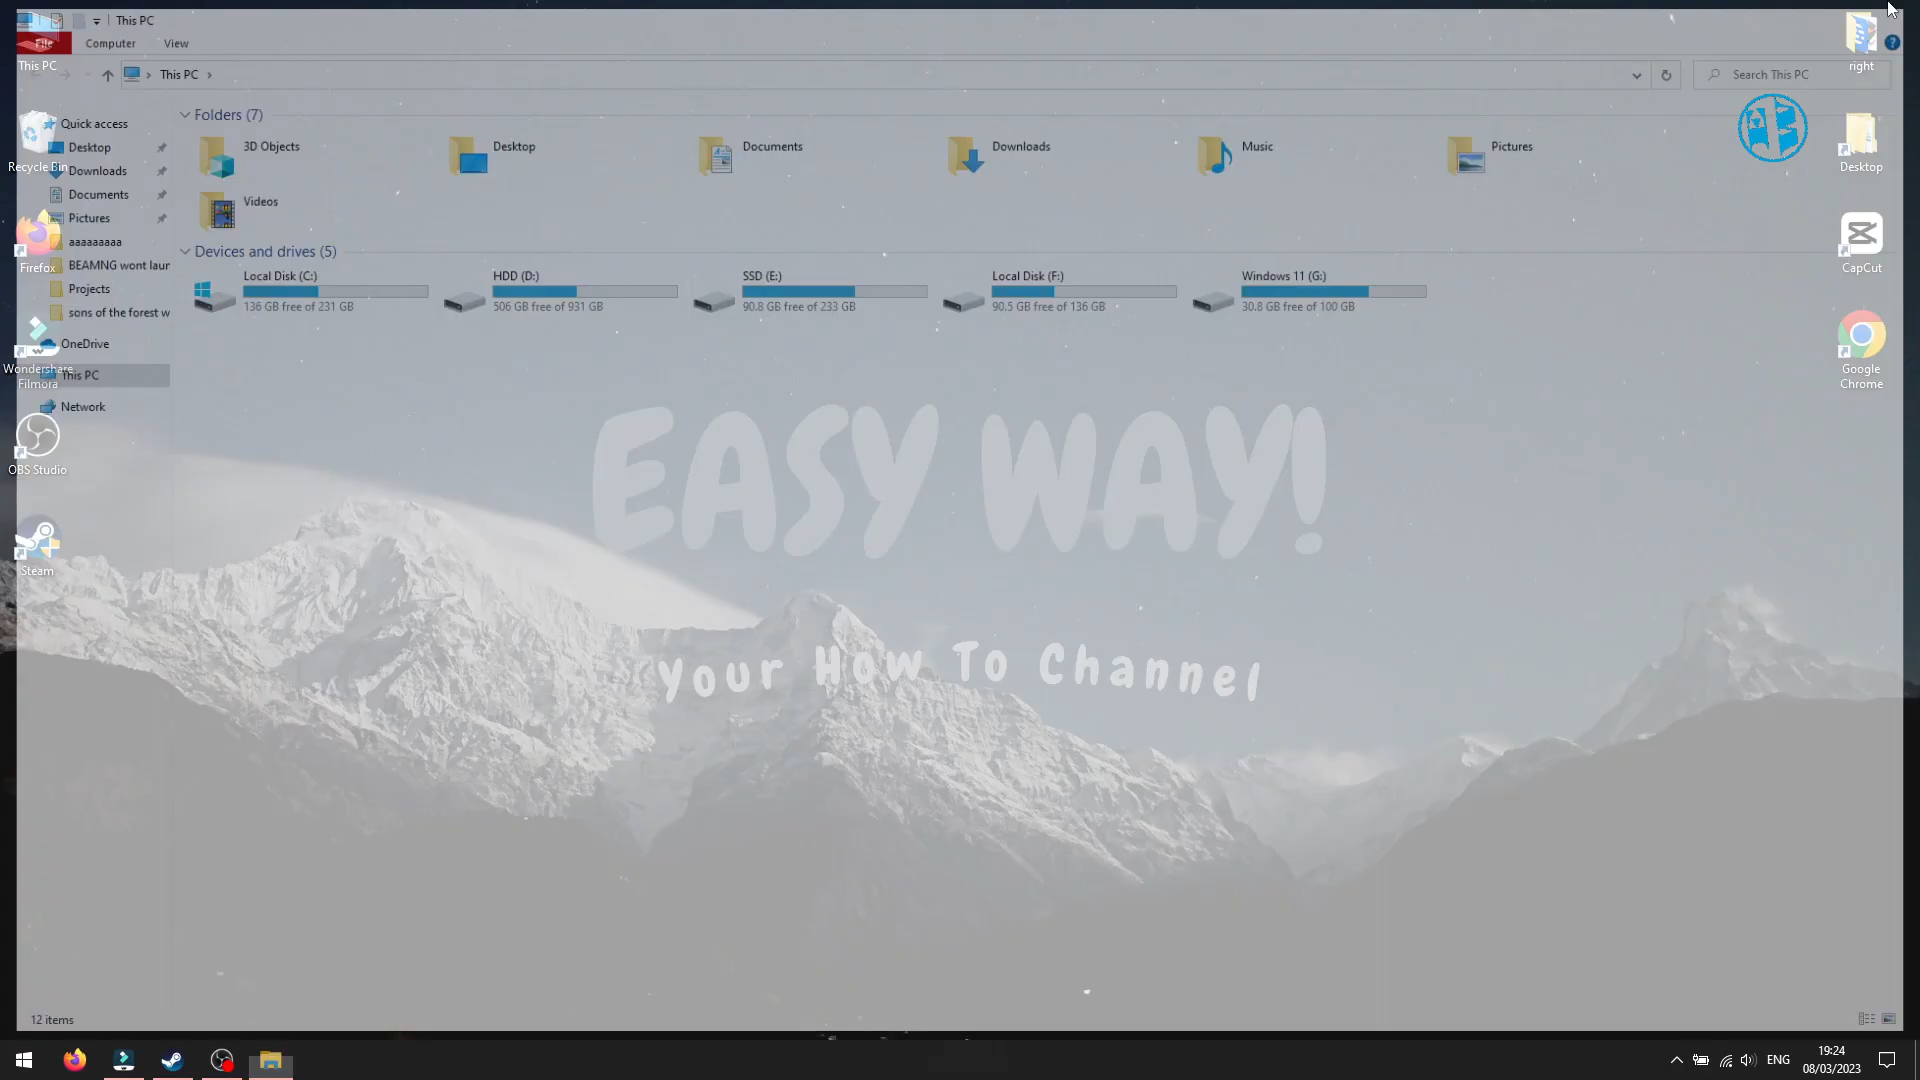 This PC
File
Computer
View
This PC
This PC
Search This PC
right
Quick access
Desktop
Recycle Bin
Downloads
Documents
Pictures
aaaaaaaaa
Firefox
BEAMNG wont laur
Projects
sons of the forest w
OneDrive
Wondershare
Filmora
This PC
Network
OBS Studio
Steam
Folders (7)
3D Objects
Desktop
Documents
Downloads
Music
Pictures
Videos
Devices and drives (5)
Local Disk (C:)
136 GB free of 231 GB
HDD (D:)
506 GB free of 931 GB
SSD (E:)
90.8 GB free of 233 GB
Local Disk (F:)
90.5 GB free of 136 GB
Windows 11 (G:)
30.8 GB free of 100 GB
Desktop
CapCut
Google
Chrome
EASY WAY!
Your How To Channel
12 items
ENG
19:24
08/03/2023